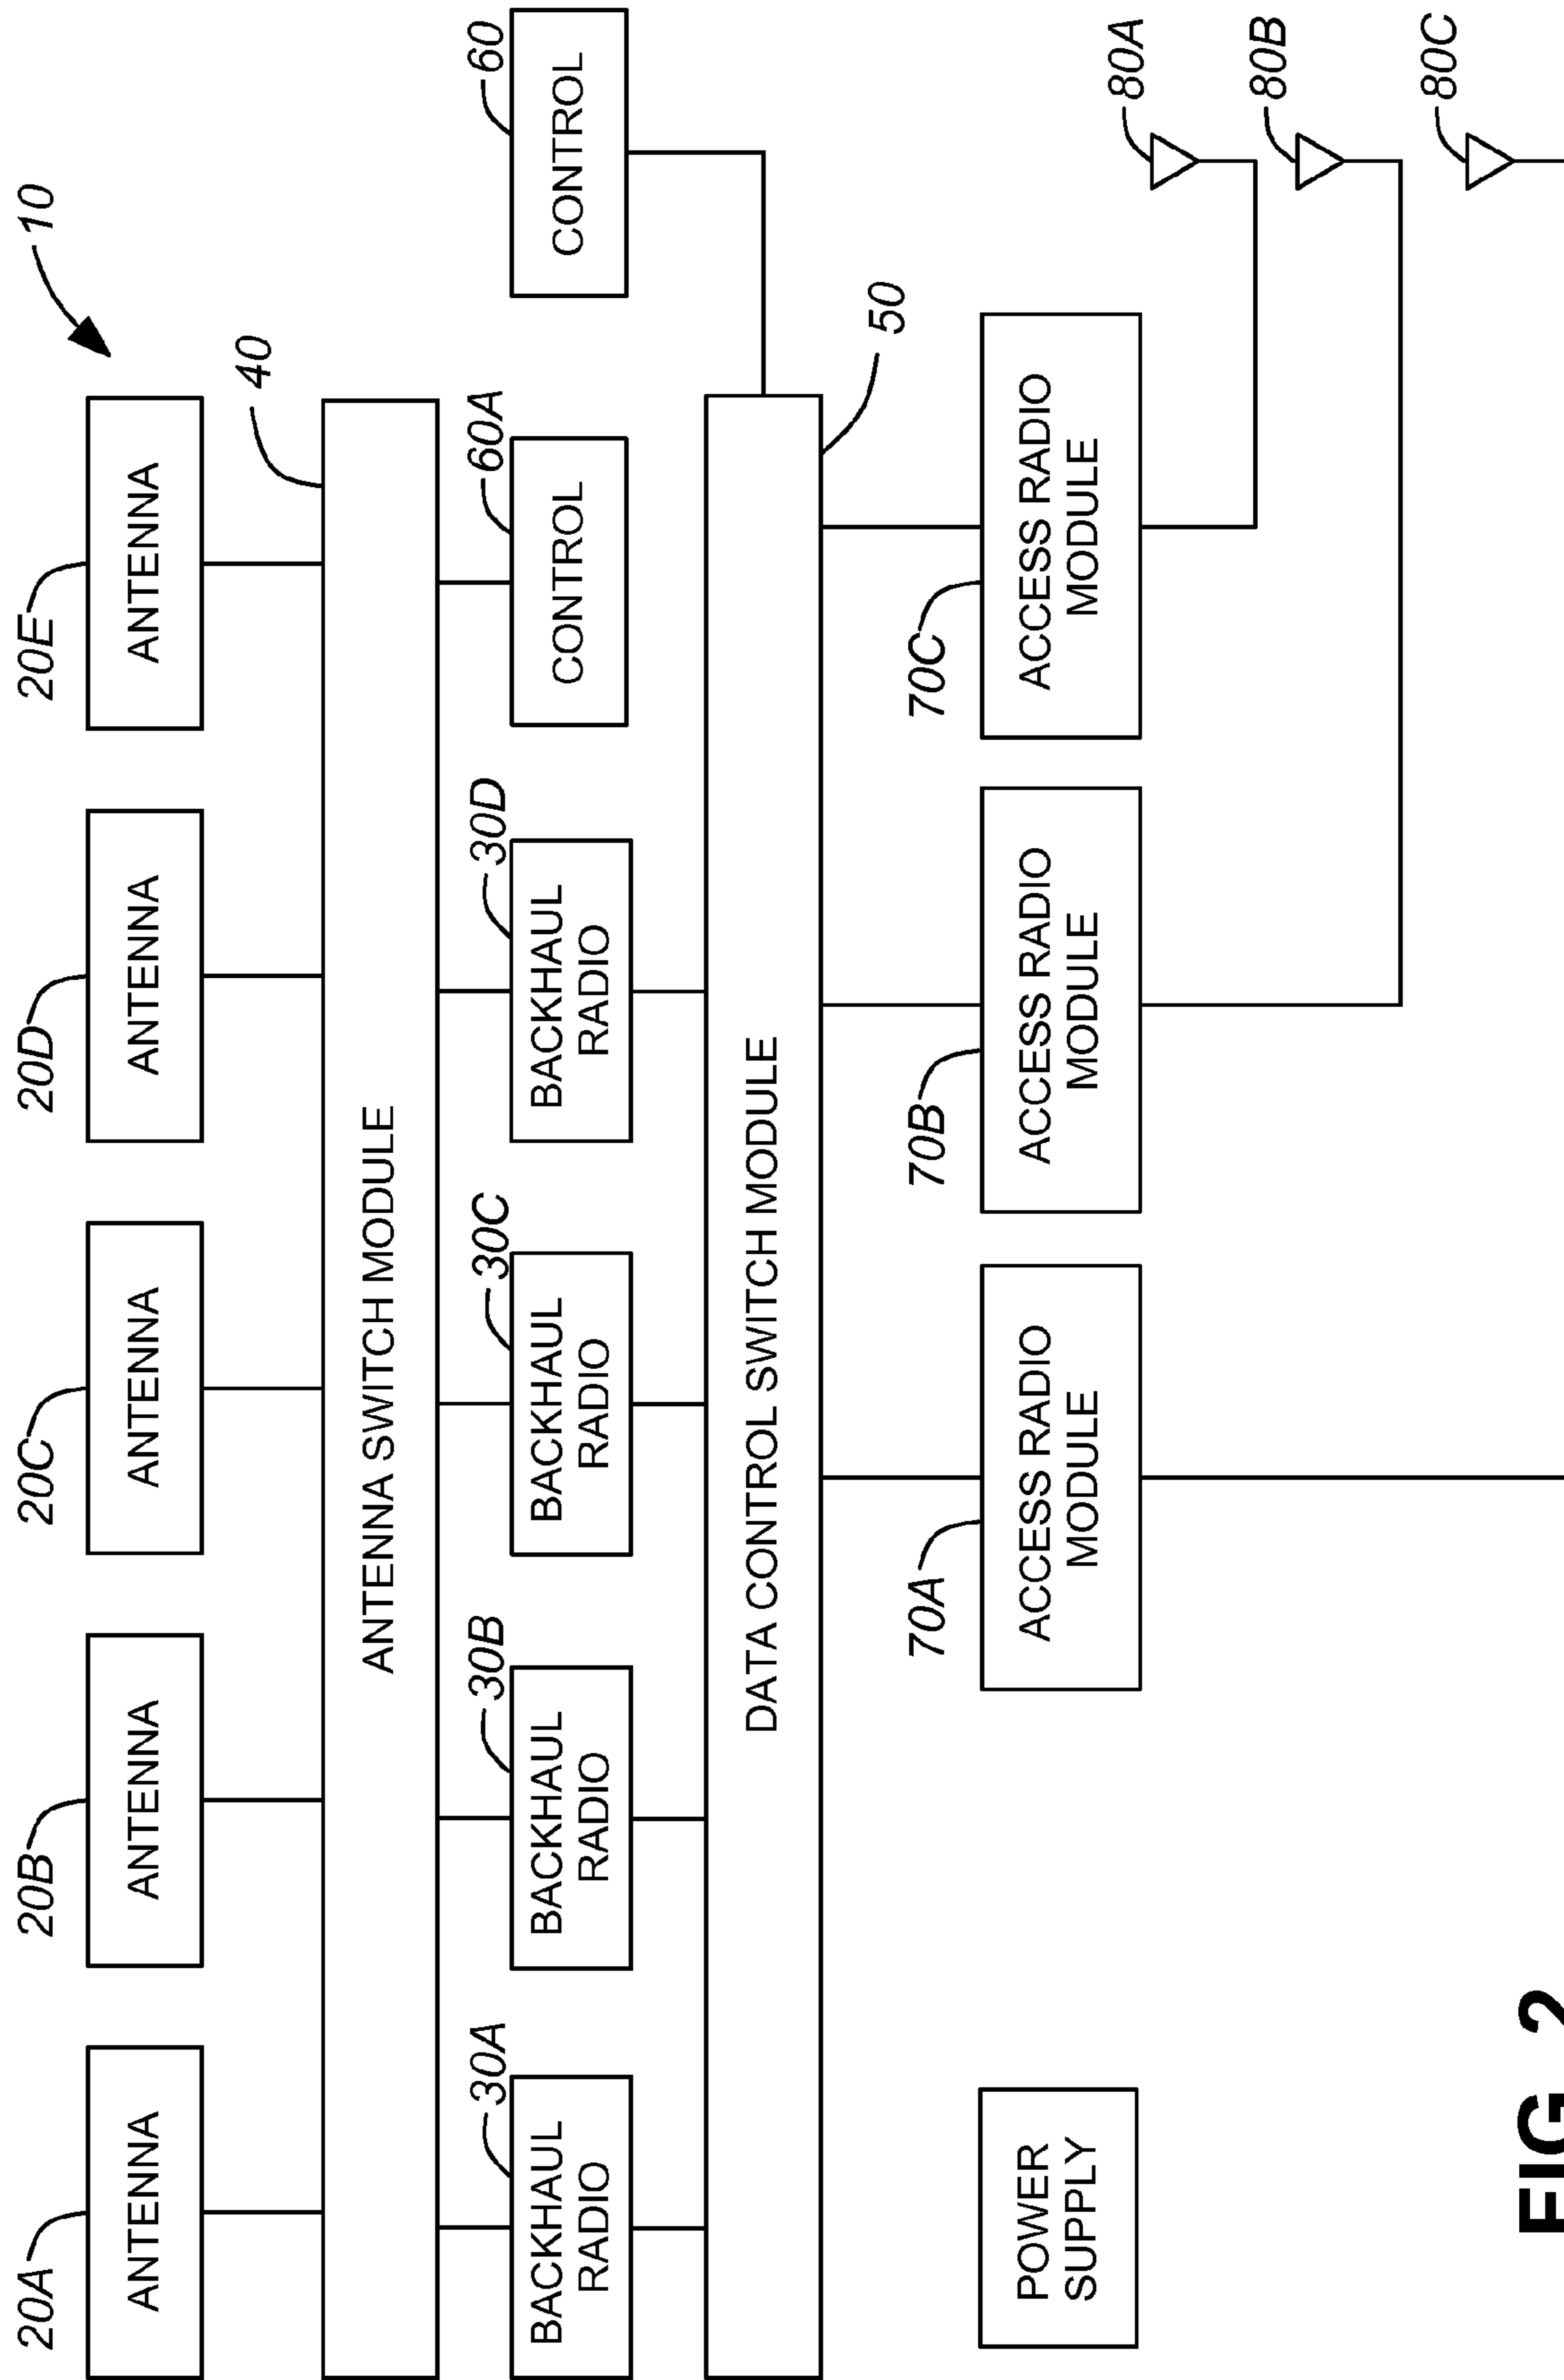 10
20A
20B
20C
20D
20E
ANTENNA
ANTENNA
ANTENNA
ANTENNA
ANTENNA
40
ANTENNA SWITCH MODULE
30A
30B
30C
30D
60A
60
BACKHAUL
RADIO
BACKHAUL
RADIO
BACKHAUL
RADIO
BACKHAUL
RADIO
CONTROL
CONTROL
DATA CONTROL SWITCH MODULE
50
70A
70B
70C
POWER
SUPPLY
ACCESS RADIO
MODULE
ACCESS RADIO
MODULE
ACCESS RADIO
MODULE
80A
80B
80C
FIG. 2